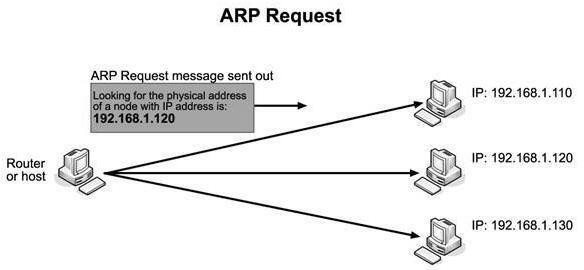 ARP Request
ARP Request message sent out
Looking for the physical address
of a node with IP address is:
192.168.1.120
Router
or host
IP: 192.168.1.110
IP: 192.168.1.120
IP: 192.168.1.130